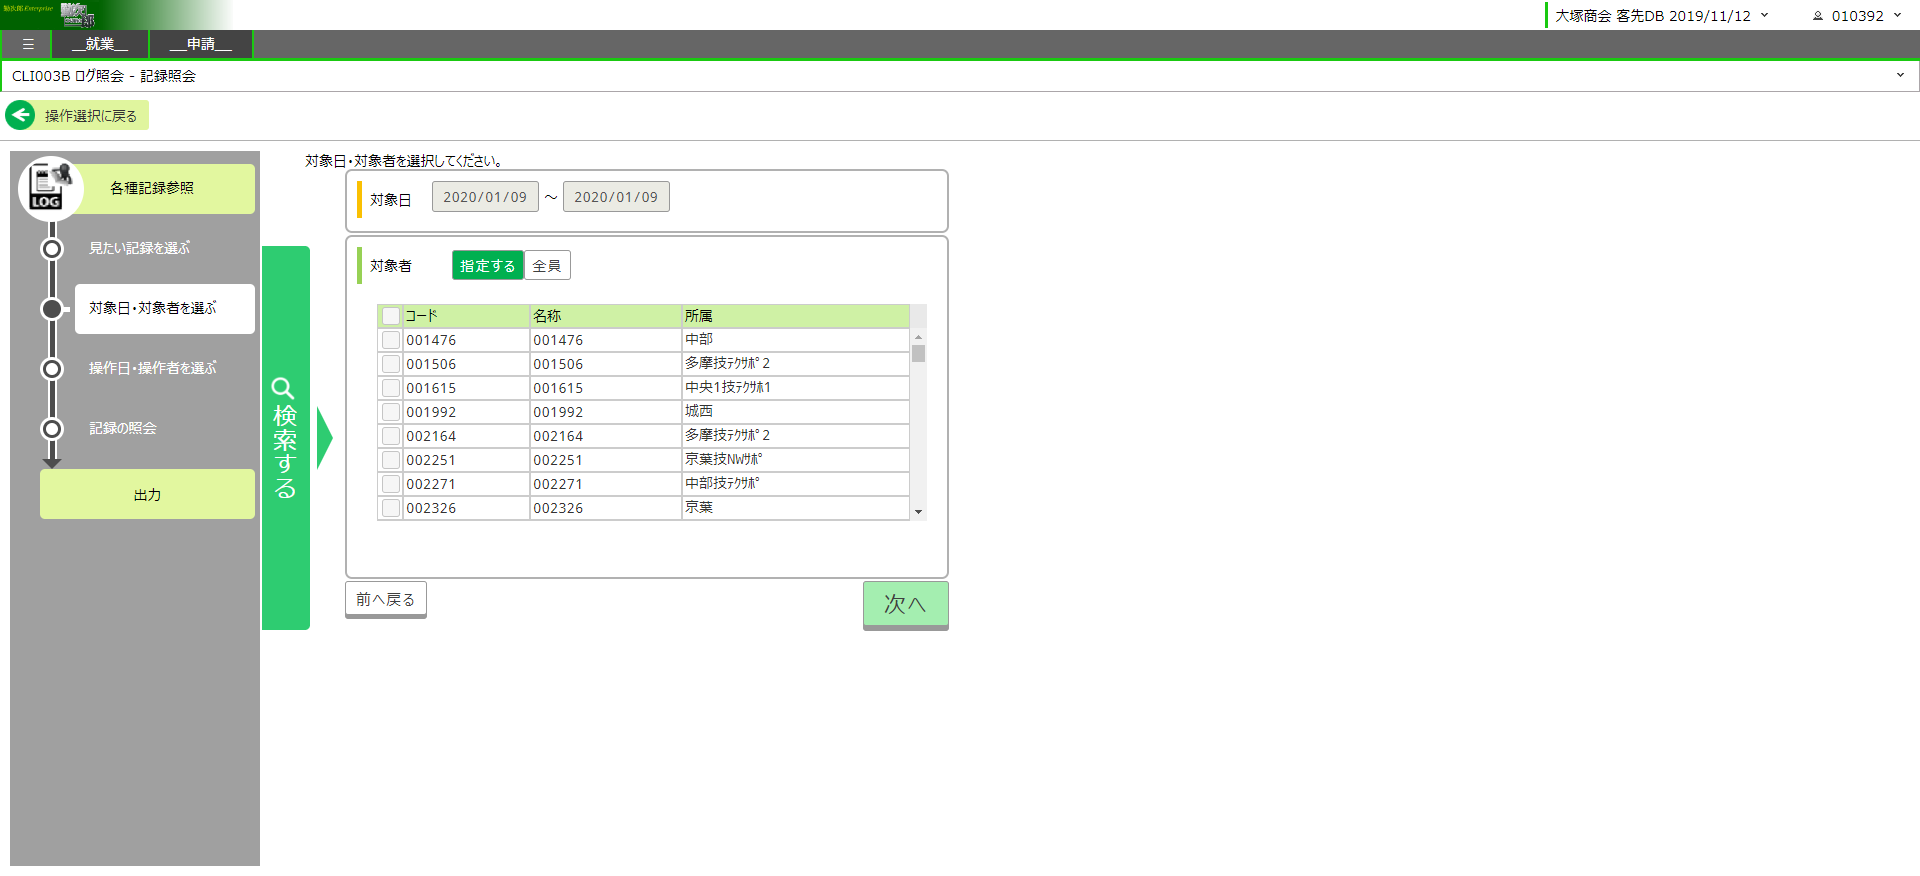 勤次郎 Enterprise
大塚商会 客先DB 2019/11/12
010392
☰
__就業__
__申請__
CLI003B ログ照会 - 記録照会
操作選択に戻る
LOG
各種記録参照
見たい記録を選ぶ
対象日・対象者を選ぶ
操作日・操作者を選ぶ
記録の照会
出力
検索する
対象日・対象者を選択してください。
対象日 2020/01/09 ～ 2020/01/09
対象者 指定する 全員
コード 名称 所属
001476 001476 中部
001506 001506 多摩技ﾃｸｻﾎﾟ2
001615 001615 中央1技ﾃｸｻﾎ1
001992 001992 城西
002164 002164 多摩技ﾃｸｻﾎﾟ2
002251 002251 京葉技NWｻﾎﾟ
002271 002271 中部技ﾃｸｻﾎﾟ
002326 002326 京葉
前へ戻る
次へ